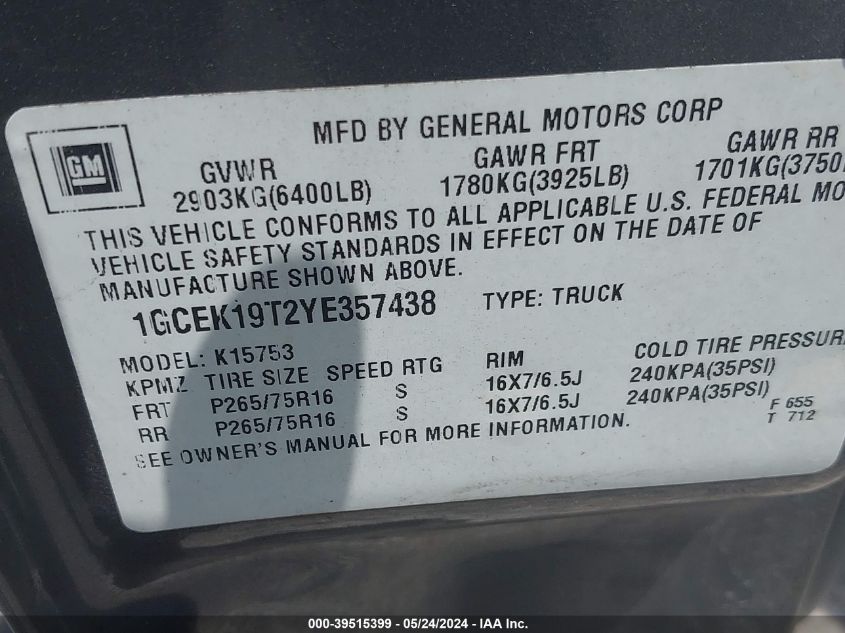 MFD BY GENERAL MOTORS CORP
GM
GVWR GAWR FRT GAWR RR
2903KG(6400LB) 1780KG(3925LB) 1701KG(3750
THIS VEHICLE CONFORMS TO ALL APPLICABLE U.S. FEDERAL MO
VEHICLE SAFETY STANDARDS IN EFFECT ON THE DATE OF
MANUFACTURE SHOWN ABOVE.
1GCEK19T2YE357438 TYPE: TRUCK
MODEL: K15753
KPMZ TIRE SIZE SPEED RTG RIM COLD TIRE PRESSUR
FRT P265/75R16 S 16X7/6.5J 240KPA(35PSI)
RR P265/75R16 S 16X7/6.5J 240KPA(35PSI)
SEE OWNER'S MANUAL FOR MORE INFORMATION.
F 655
T 712
000-39515399 / 05/24/2024 - IAA Inc.